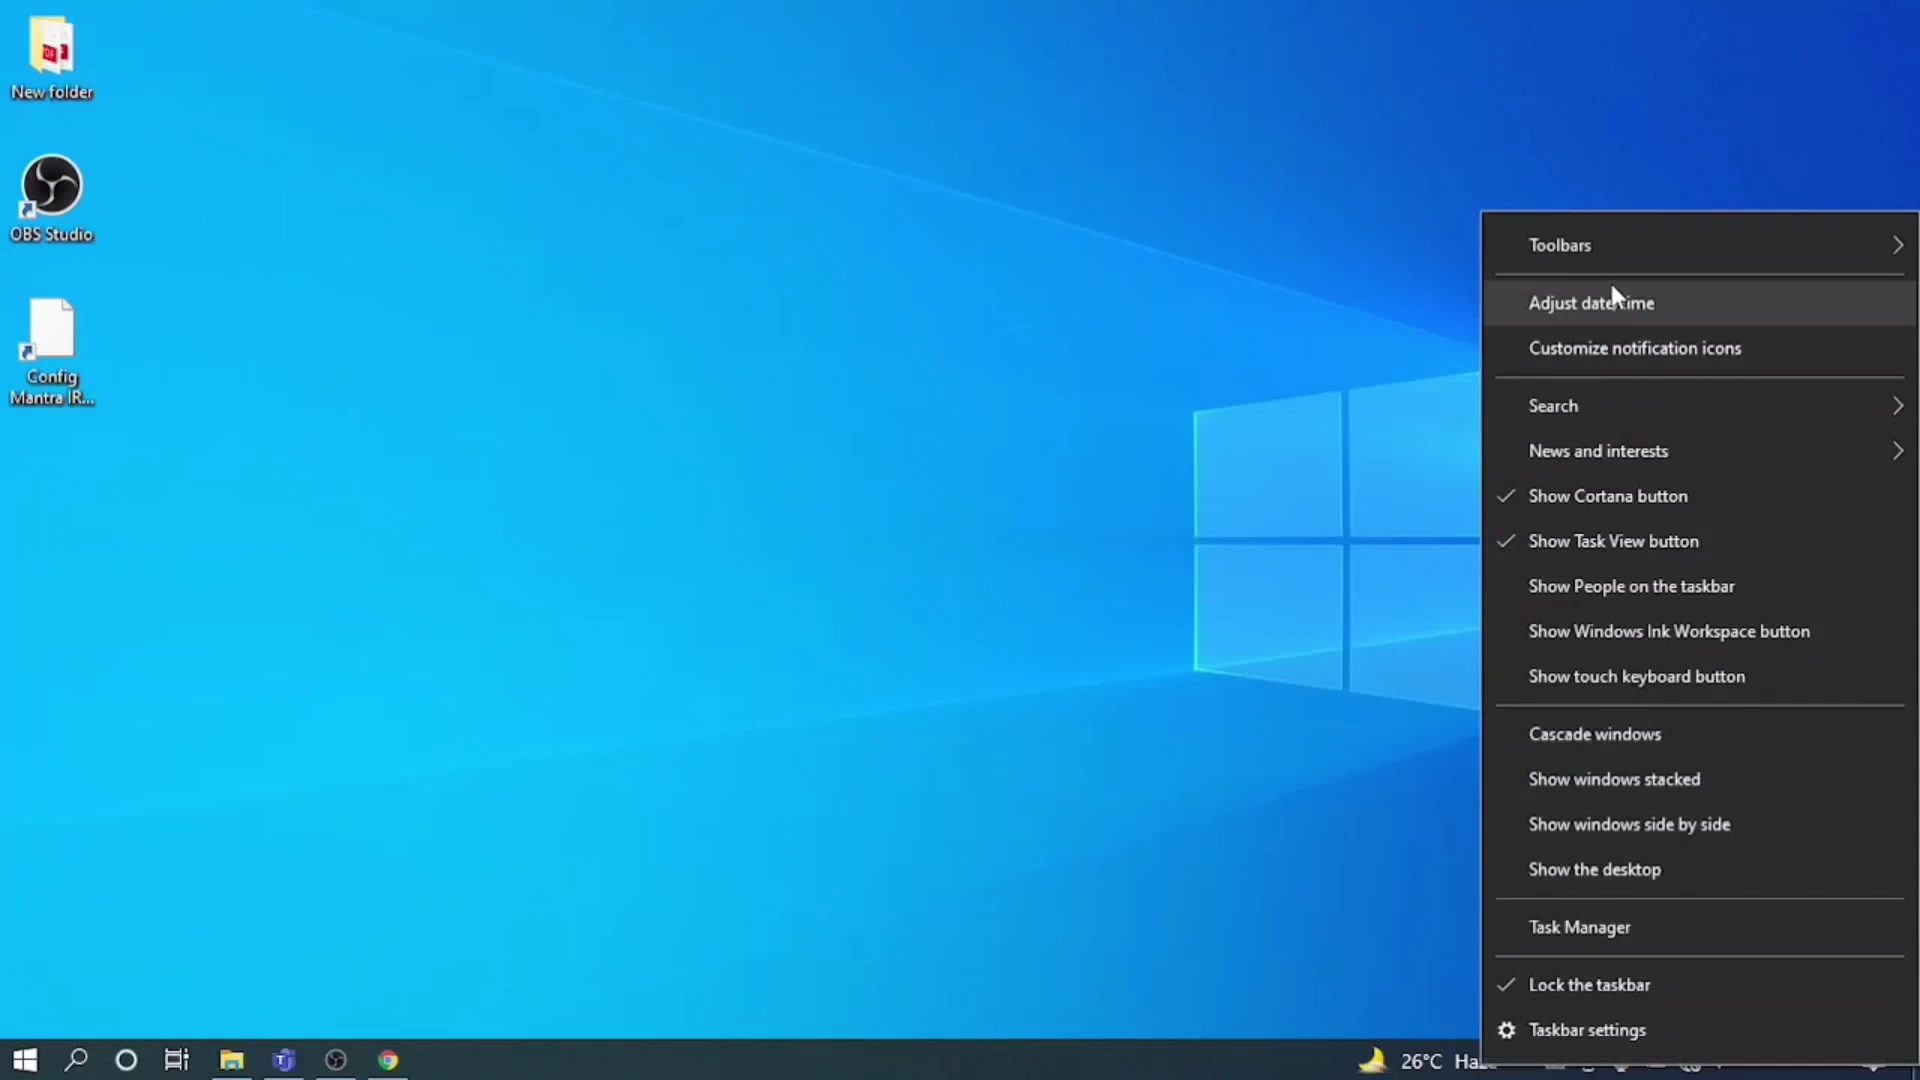 New folder
OBS Studio
Config
Mantra IR...
Toolbars
Adjust date/time
Customize notification icons
Search
News and interests
Show Cortana button
Show Task View button
Show People on the taskbar
Show Windows Ink Workspace button
Show touch keyboard button
Cascade windows
Show windows stacked
Show windows side by side
Show the desktop
Task Manager
Lock the taskbar
Taskbar settings
26°C